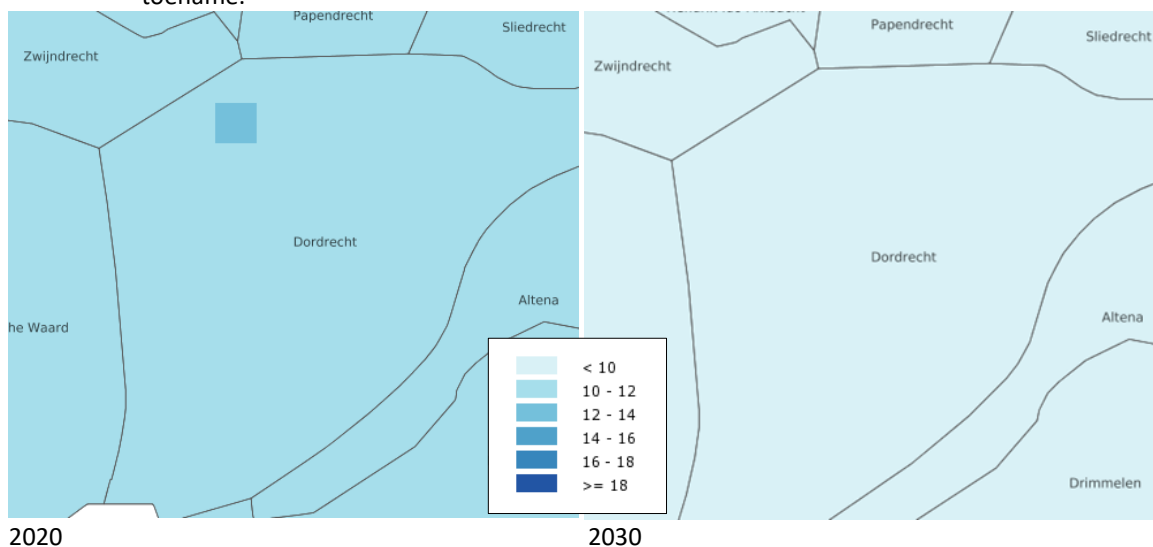 toename.
Papendrecht
Sliedrecht
Zwijndrecht
Dordrecht
Altena
he Waard
Papendrecht
Sliedrecht
Zwijndrecht
Dordrecht
Altena
Drimmelen
< 10
10 - 12
12 - 14
14 - 16
16 - 18
>= 18
2020
2030